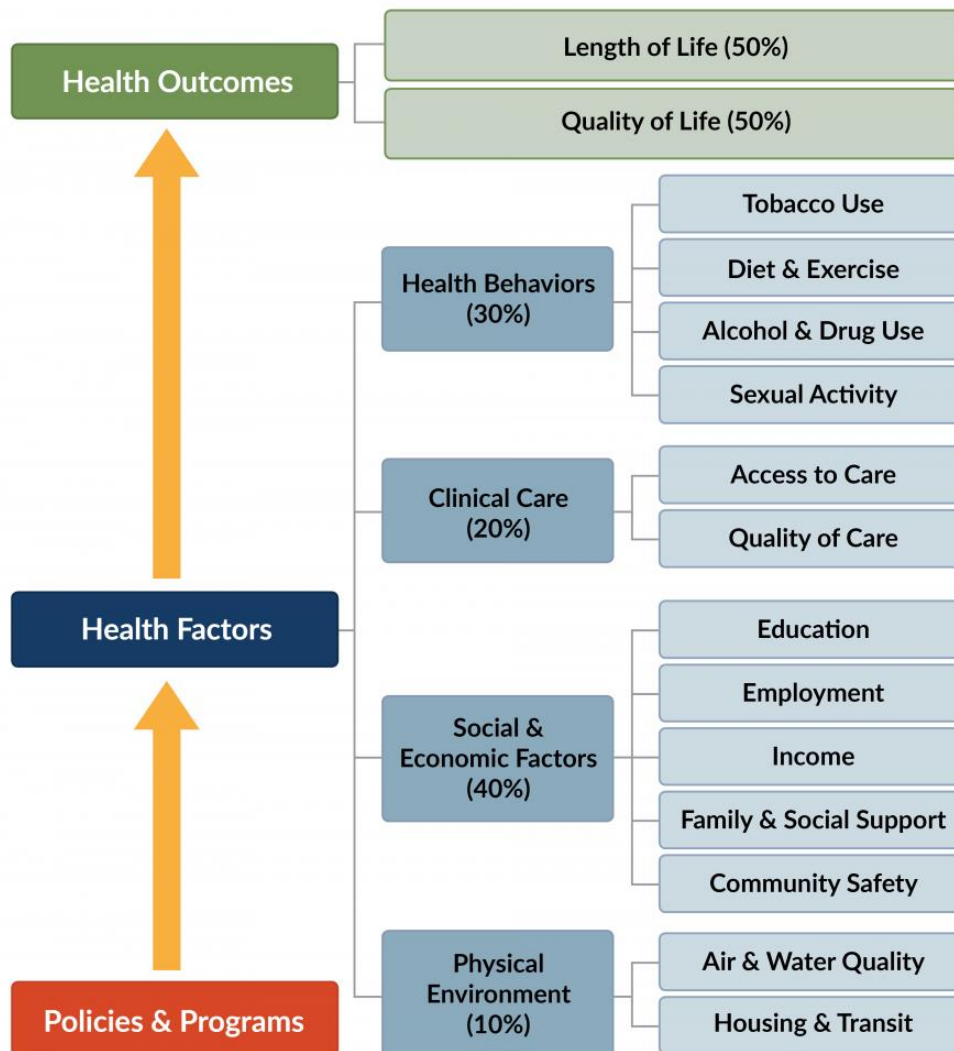 Health Outcomes
Length of Life (50%)
Quality of Life (50%)
Health Factors
Health Behaviors
(30%)
Tobacco Use
Diet & Exercise
Alcohol & Drug Use
Sexual Activity
Clinical Care
(20%)
Access to Care
Quality of Care
Social &
Economic Factors
(40%)
Education
Employment
Income
Family & Social Support
Community Safety
Physical
Environment
(10%)
Air & Water Quality
Housing & Transit
Policies & Programs